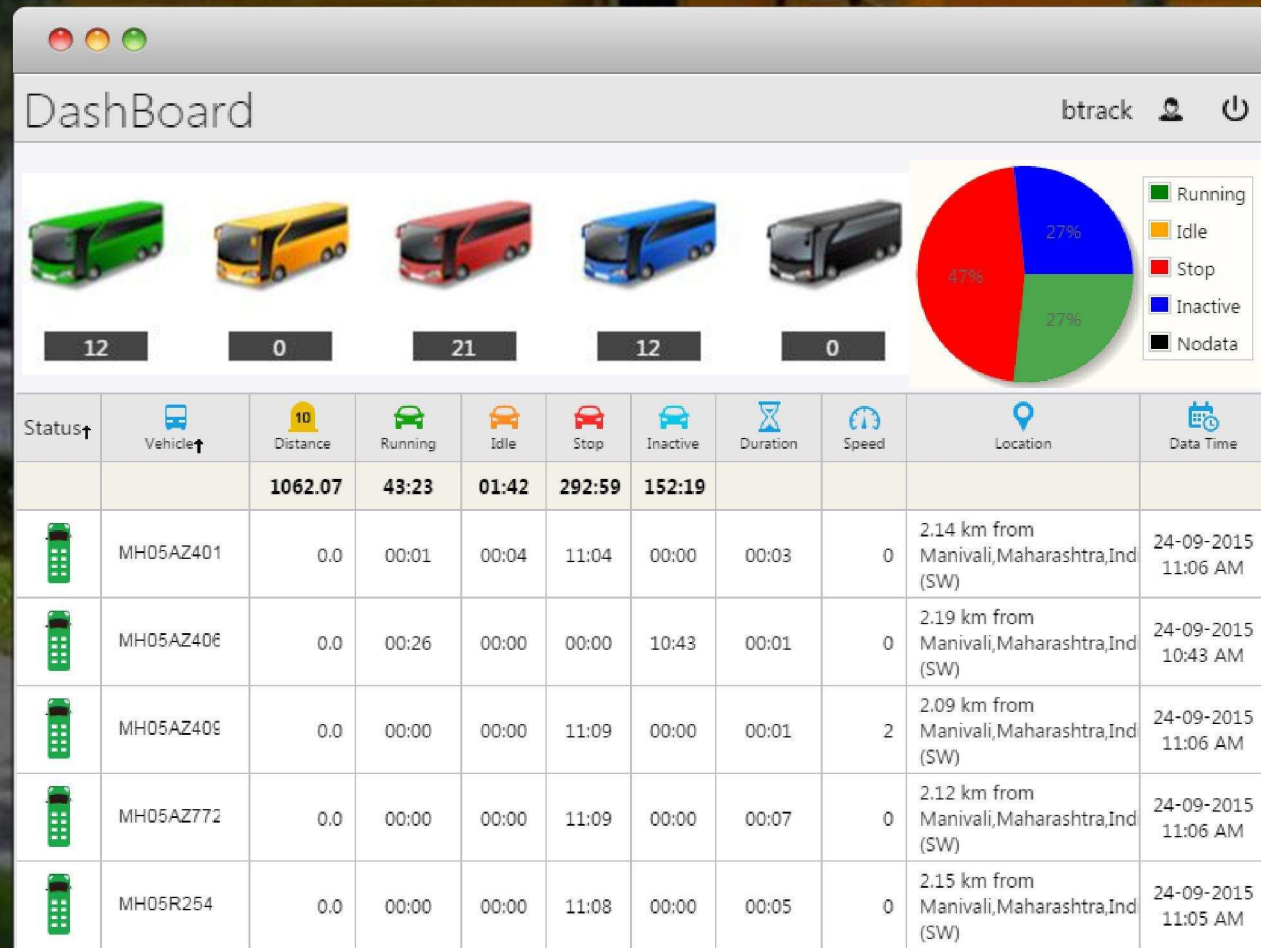 DashBoard
btrack
12
0
21
12
0
47%
27%
27%
Running
Idle
Stop
Inactive
Nodata
Status Vehicle 10 Distance Running Idle Stop Inactive Duration Speed Location Data Time
1062.07 43:23 01:42 292:59 152:19
MH05AZ401 0.0 00:01 00:04 11:04 00:00 00:03 0
2.14 km from
Manivali,Maharashtra,Ind
(SW)
24-09-2015
11:06 AM
MH05AZ406 0.0 00:26 00:00 00:00 10:43 00:01 0
2.19 km from
Manivali,Maharashtra,Ind
(SW)
24-09-2015
10:43 AM
MH05AZ409 0.0 00:00 00:00 11:09 00:00 00:01 2
2.09 km from
Manivali,Maharashtra,Ind
(SW)
24-09-2015
11:06 AM
MH05AZ772 0.0 00:00 00:00 11:09 00:00 00:07 0
2.12 km from
Manivali,Maharashtra,Ind
(SW)
24-09-2015
11:06 AM
MH05R254 0.0 00:00 00:00 11:08 00:00 00:05 0
2.15 km from
Manivali,Maharashtra,Ind
(SW)
24-09-2015
11:05 AM